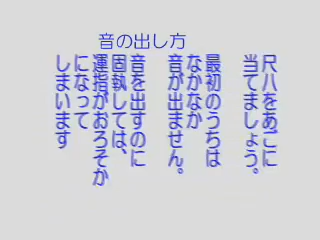 音の出し方
尺八をあごに
当てましょう。
最初のうちは
なかなか
音が出ません。
音を出すのに
固執しては、
運指がおろそか
になって
しまいます